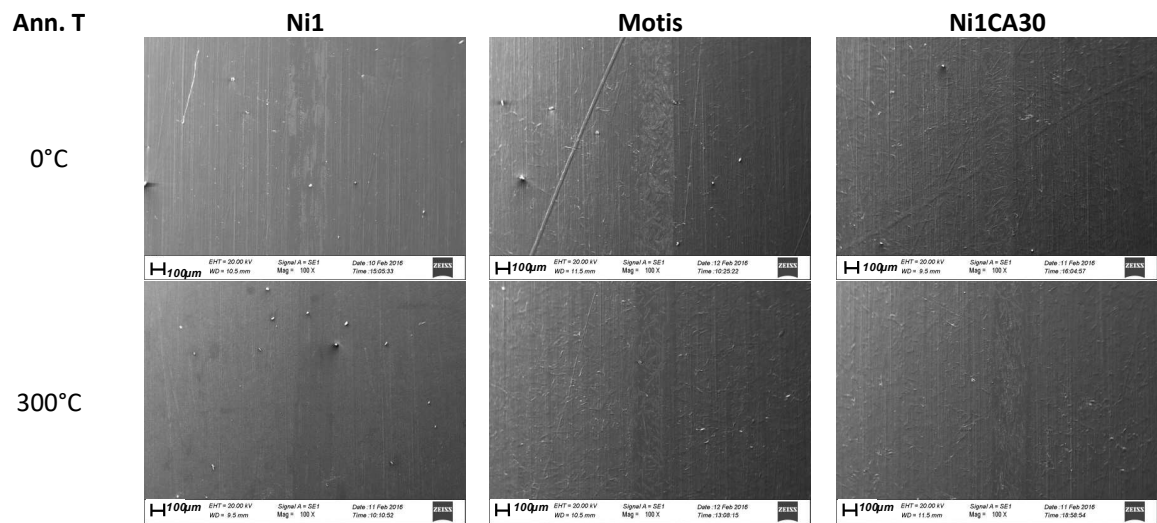 Ann. T Ni1 Motis Ni1CA30
0°C
100µm EHT = 20.00 kV Signal A = SE1 Date :10 Feb 2016 ZEISS
WD = 10.5 mm Mag = 100 X Time :15:05:33
100µm EHT = 20.00 kV Signal A = SE1 Date :12 Feb 2016 ZEISS
WD = 11.5 mm Mag = 100 X Time :10:25:22
100µm EHT = 20.00 kV Signal A = SE1 Date :11 Feb 2016 ZEISS
WD = 9.5 mm Mag = 100 X Time :16:04:57
300°C
100µm EHT = 20.00 kV Signal A = SE1 Date :11 Feb 2016 ZEISS
WD = 9.5 mm Mag = 100 X Time :10:10:52
100µm EHT = 20.00 kV Signal A = SE1 Date :12 Feb 2016 ZEISS
WD = 10.5 mm Mag = 100 X Time :13:08:15
100µm EHT = 20.00 kV Signal A = SE1 Date :11 Feb 2016 ZEISS
WD = 11.5 mm Mag = 100 X Time :18:58:54